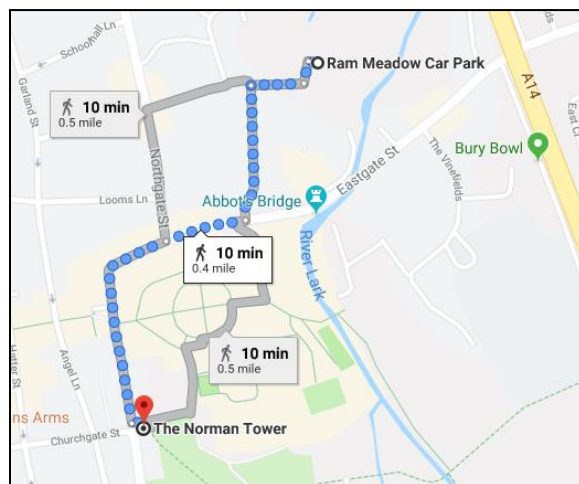 Schoolhall Ln
Garland St
Ram Meadow Car Park
A14
10 min
0.5 mile
Northgate St
Bury Bowl
The Vinefields
Eastgate St
Looms Ln
Abbot's Bridge
River Lark
10 min
0.4 mile
10 min
0.5 mile
Hatter St
Angel Ln
ns Arms
Churchgate St
The Norman Tower